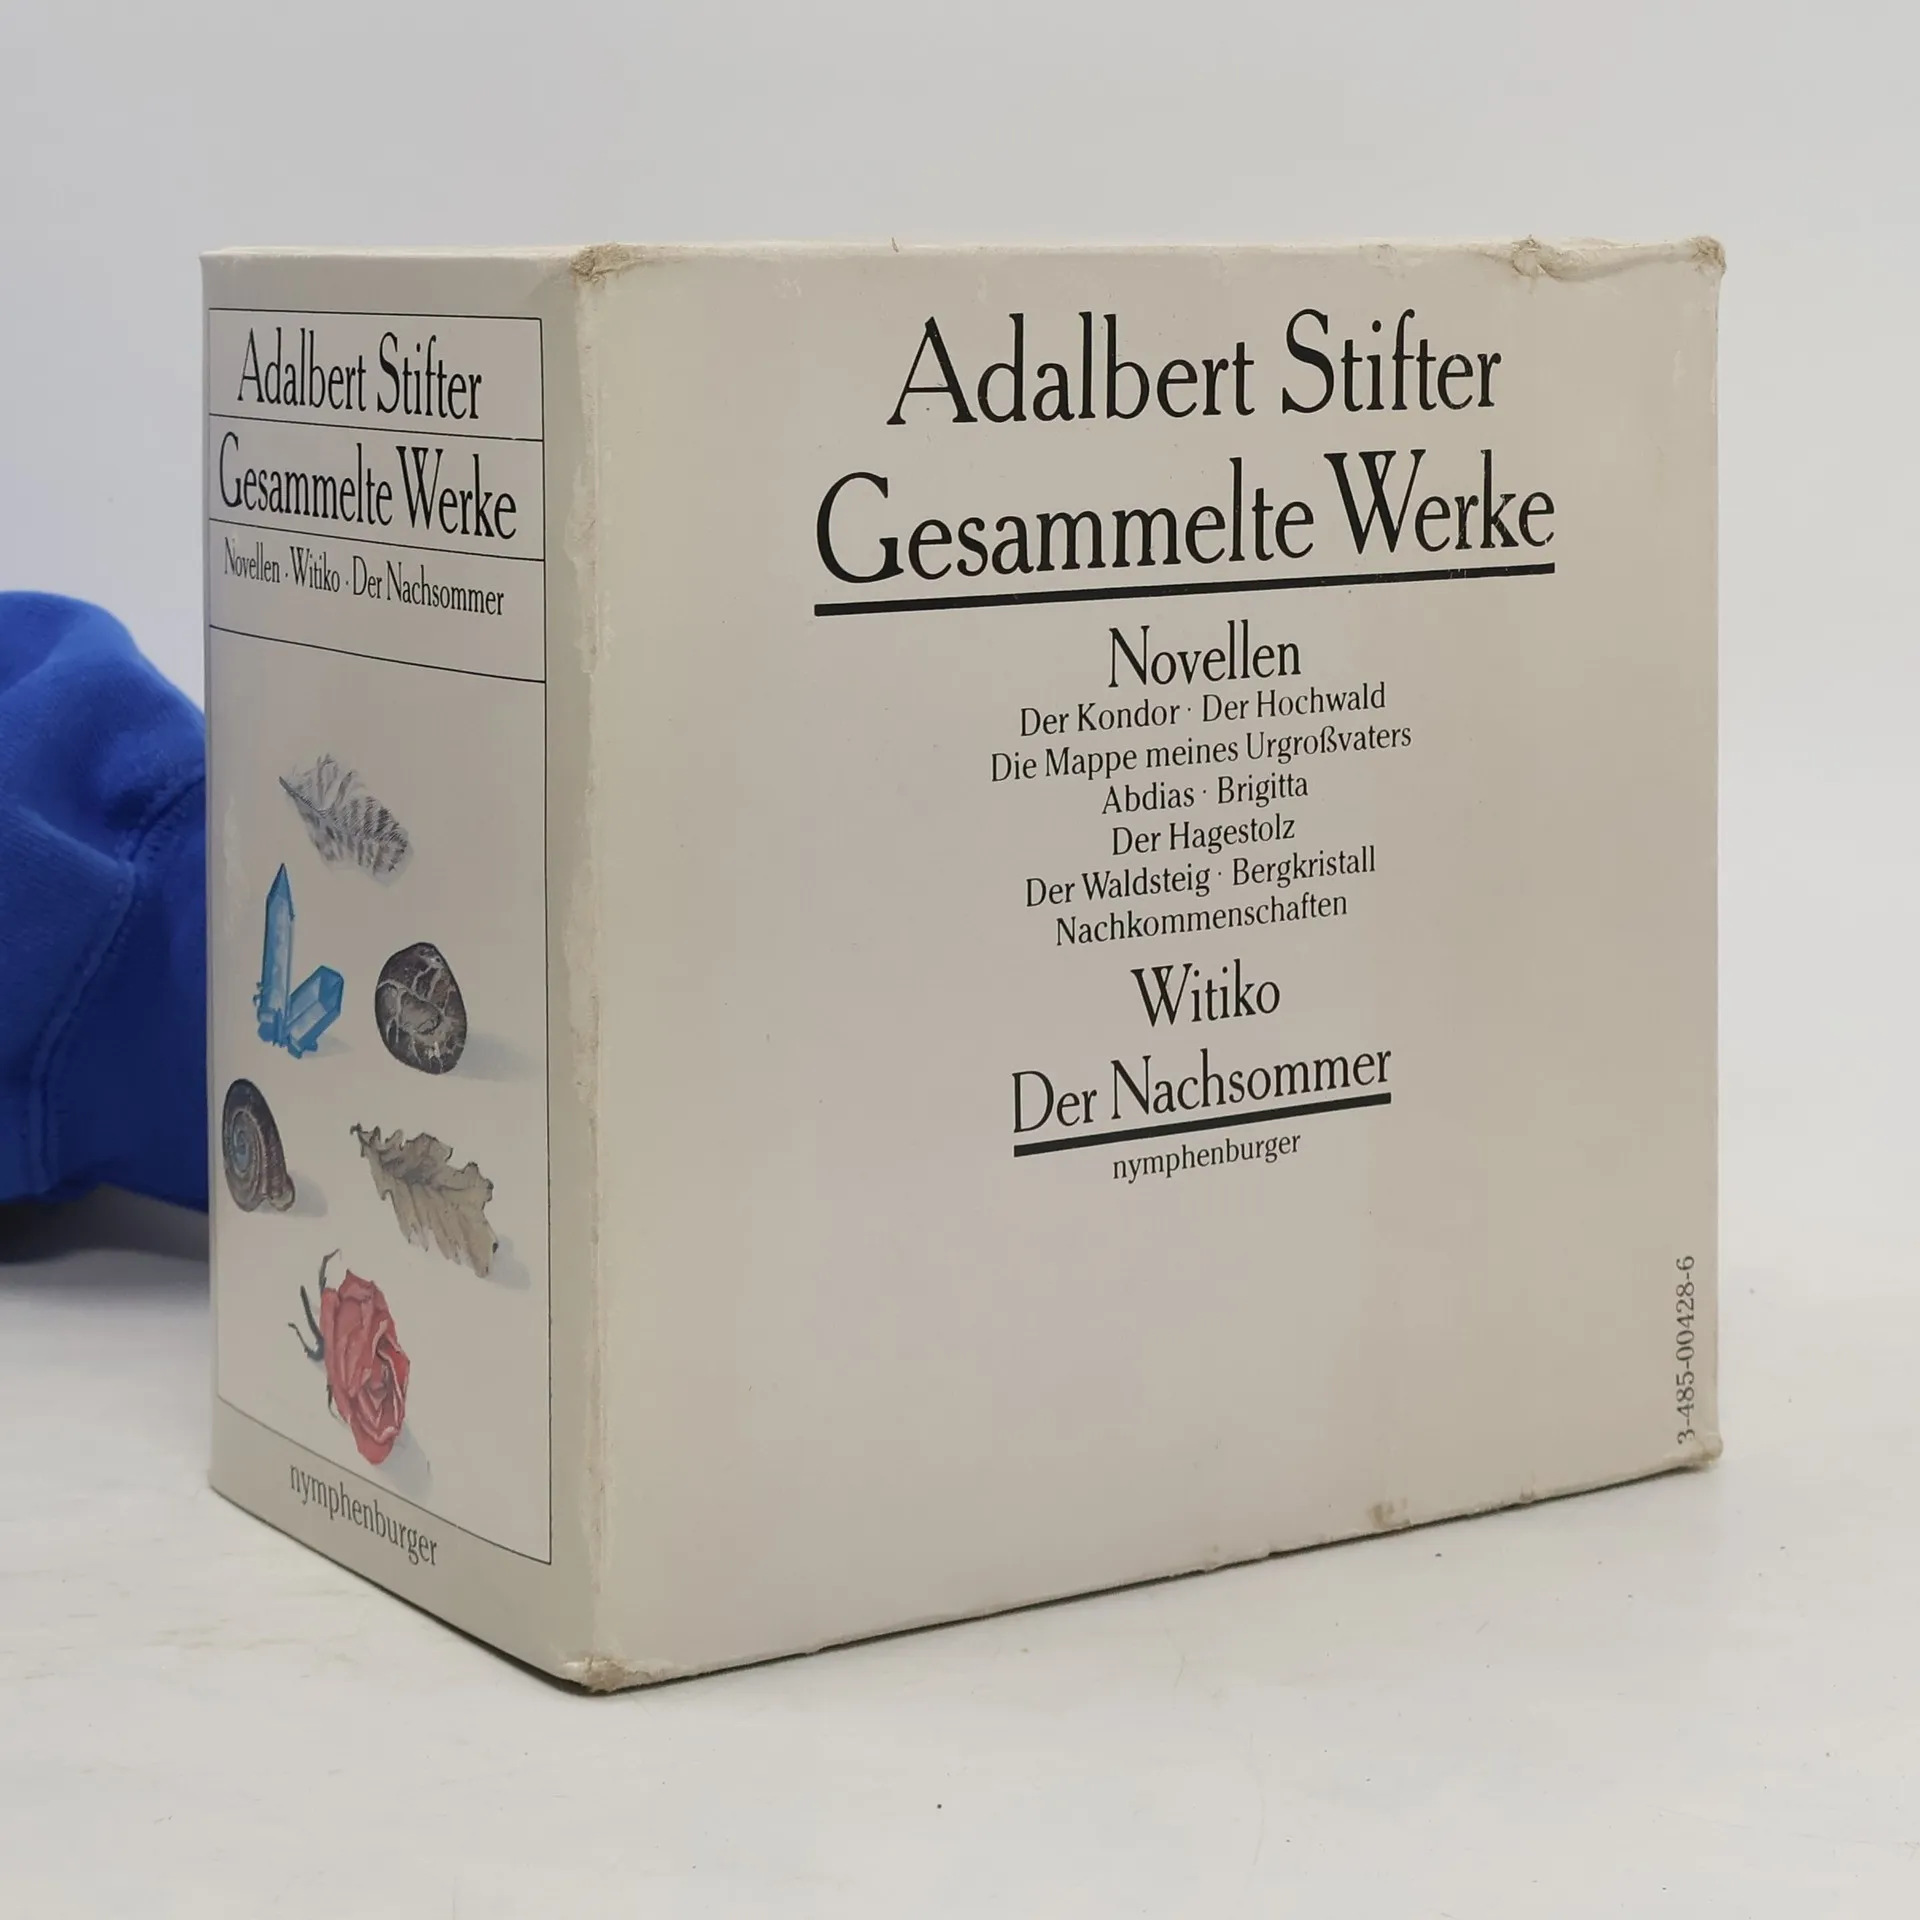 Adalbert Stifter
Gesammelte Werke
Novellen · Witiko · Der Nachsommer
nymphenburger
Adalbert Stifter
Gesammelte Werke
Novellen
Der Kondor · Der Hochwald
Die Mappe meines Urgroßvaters
Abdias · Brigitta
Der Hagestolz
Der Waldsteig · Bergkristall
Nachkommenschaften
Witiko
Der Nachsommer
nymphenburger
3-485-00428-6